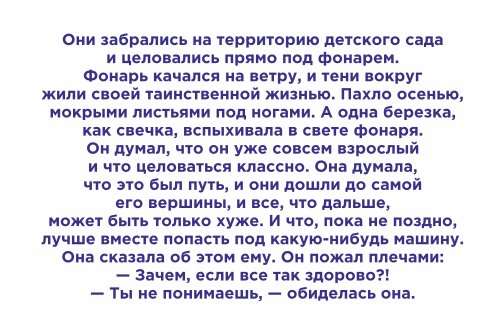 Они забрались на территорию детского сада
и целовались прямо под фонарем.
Фонарь качался на ветру, и тени вокруг
жили своей таинственной жизнью. Пахло осенью,
мокрыми листьями под ногами. А одна березка,
как свечка, вспыхивала в свете фонаря.
Он думал, что он уже совсем взрослый
и что целоваться классно. Она думала,
что это был путь, и они дошли до самой
его вершины, и все, что дальше,
может быть только хуже. И что, пока не поздно,
лучше вместе попасть под какую-нибудь машину.
Она сказала об этом ему. Он пожал плечами:
— Зачем, если все так здорово?!
— Ты не понимаешь, — обиделась она.